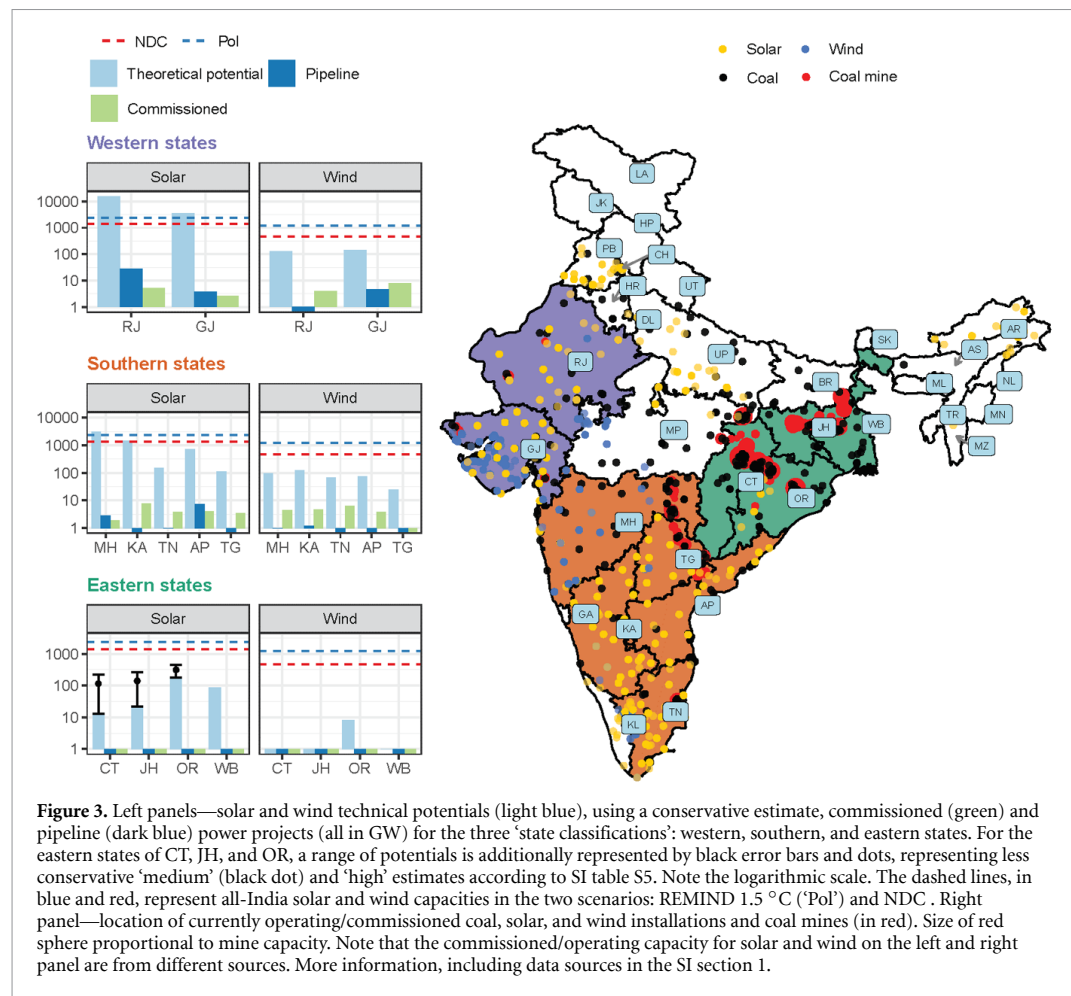 NDC Pol
Theoretical potential Pipeline
Commissioned
Western states
Solar Wind
10000
1000
100
10
1
RJ GJ RJ GJ
Southern states
Solar Wind
10000
1000
100
10
1
MH KA TN AP TG MH KA TN AP TG
Eastern states
Solar Wind
1000
100
10
1
CT JH OR WB CT JH OR WB
Solar Wind
Coal Coal mine
LA
JK
HP
PB CH
HR UT
DL
UP
RJ
SK
AR
AS
BR
ML NL
TR MN
MZ
MP
JH WB
GJ
CT
OR
MH
TG
AP
GA
KA
TN
KL
Figure 3. Left panels—solar and wind technical potentials (light blue), using a conservative estimate, commissioned (green) and
pipeline (dark blue) power projects (all in GW) for the three ‘state classifications’: western, southern, and eastern states. For the
eastern states of CT, JH, and OR, a range of potentials is additionally represented by black error bars and dots, representing less
conservative ‘medium’ (black dot) and ‘high’ estimates according to SI table S5. Note the logarithmic scale. The dashed lines, in
blue and red, represent all-India solar and wind capacities in the two scenarios: REMIND 1.5 °C (‘Pol’) and NDC . Right
panel—location of currently operating/commissioned coal, solar, and wind installations and coal mines (in red). Size of red
sphere proportional to mine capacity. Note that the commissioned/operating capacity for solar and wind on the left and right
panel are from different sources. More information, including data sources in the SI section 1.